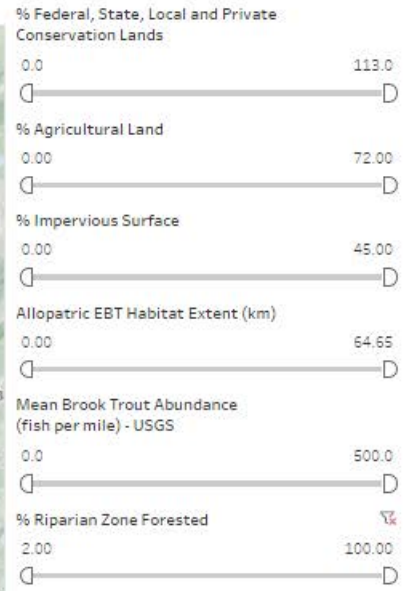 % Federal, State, Local and Private
Conservation Lands
0.0 113.0
% Agricultural Land
0.00 72.00
% Impervious Surface
0.00 45.00
Allopatric EBT Habitat Extent (km)
0.00 64.65
Mean Brook Trout Abundance
(fish per mile) - USGS
0.0 500.0
% Riparian Zone Forested
2.00 100.00